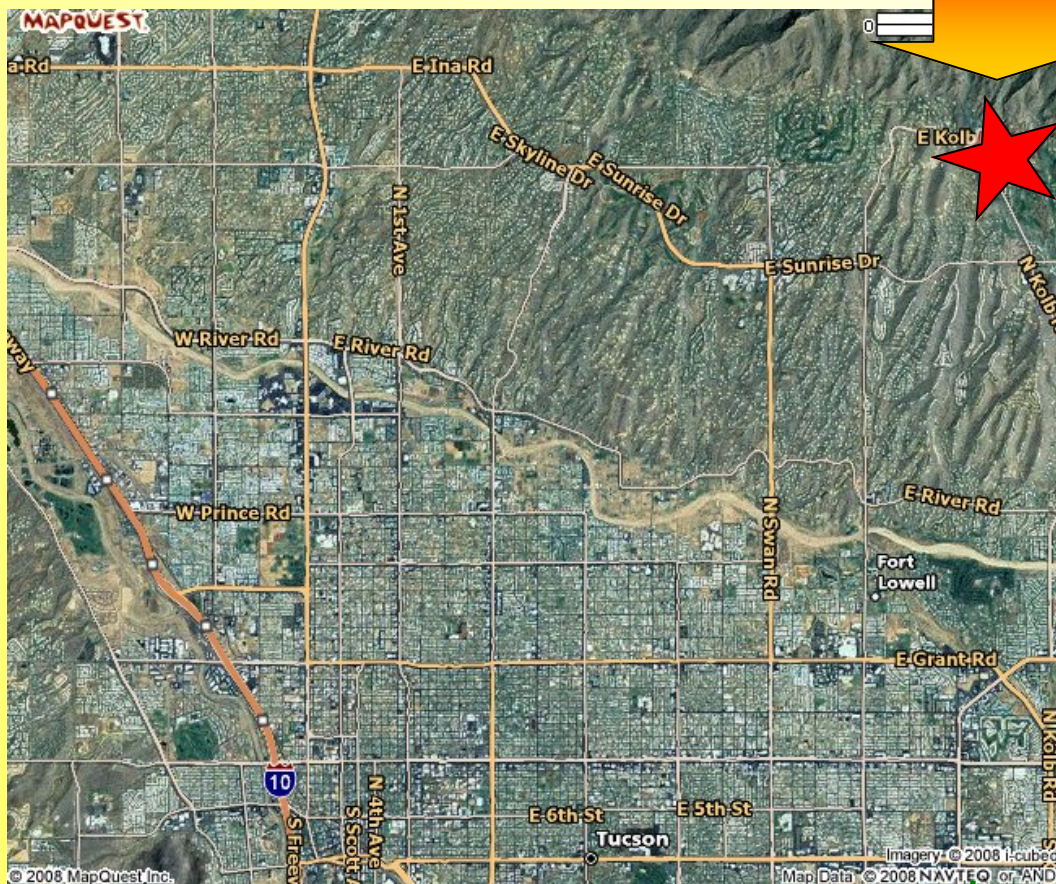 MAPQUEST.
0
a Rd
E Ina Rd
E Skyline Dr
E Sunrise Dr
E Kolb
N 1st Ave
E Sunrise Dr
N Kolb
W River Rd
E River Rd
way
W Prince Rd
N Swan Rd
E River Rd
Fort
Lowell
E Grant Rd
N Kolb Rd
10
N 4th Ave
S Scott
S Freew
E 6th St
E 5th St
Tucson
S
© 2008 MapQuest Inc.
Imagery © 2008 i-cubed
Map Data © 2008 NAVTEQ or AND